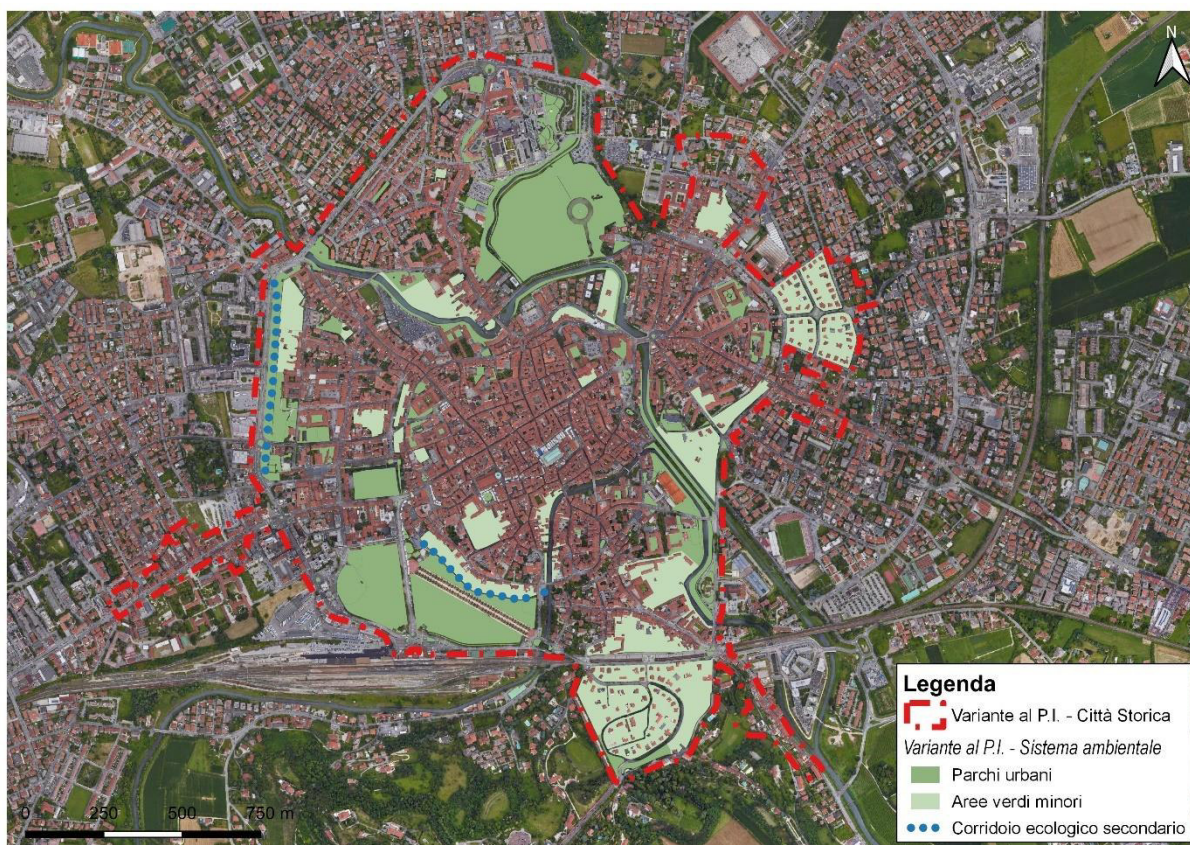 N
Legenda
Variante al P.I. - Città Storica
Variante al P.I. - Sistema ambientale
Parchi urbani
Aree verdi minori
Corridoio ecologico secondario
0 250 500 750 m